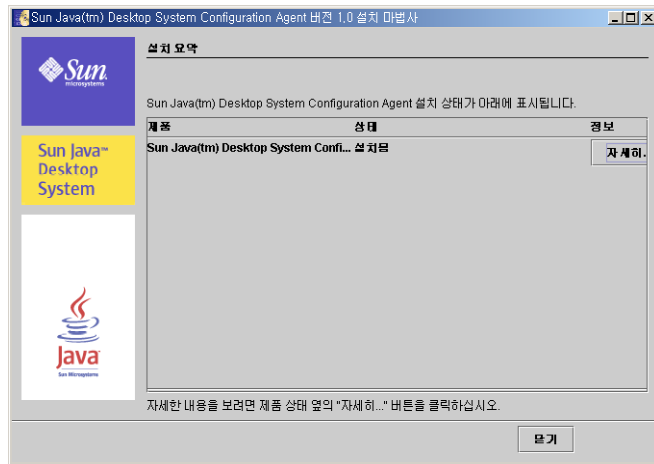 Sun Java(tm) Desktop System Configuration Agent 버전 1.0 설치 마법사
Sun
microsystems
Sun Java™
Desktop
System
Java
Sun Microsystems
설치 요약
Sun Java(tm) Desktop System Configuration Agent 설치 상태가 아래에 표시됩니다.
제품 상태 정보
Sun Java(tm) Desktop System Confi... 설치됨 자세히.
자세한 내용을 보려면 제품 상태 옆의 "자세히..." 버튼을 클릭하십시오.
닫기